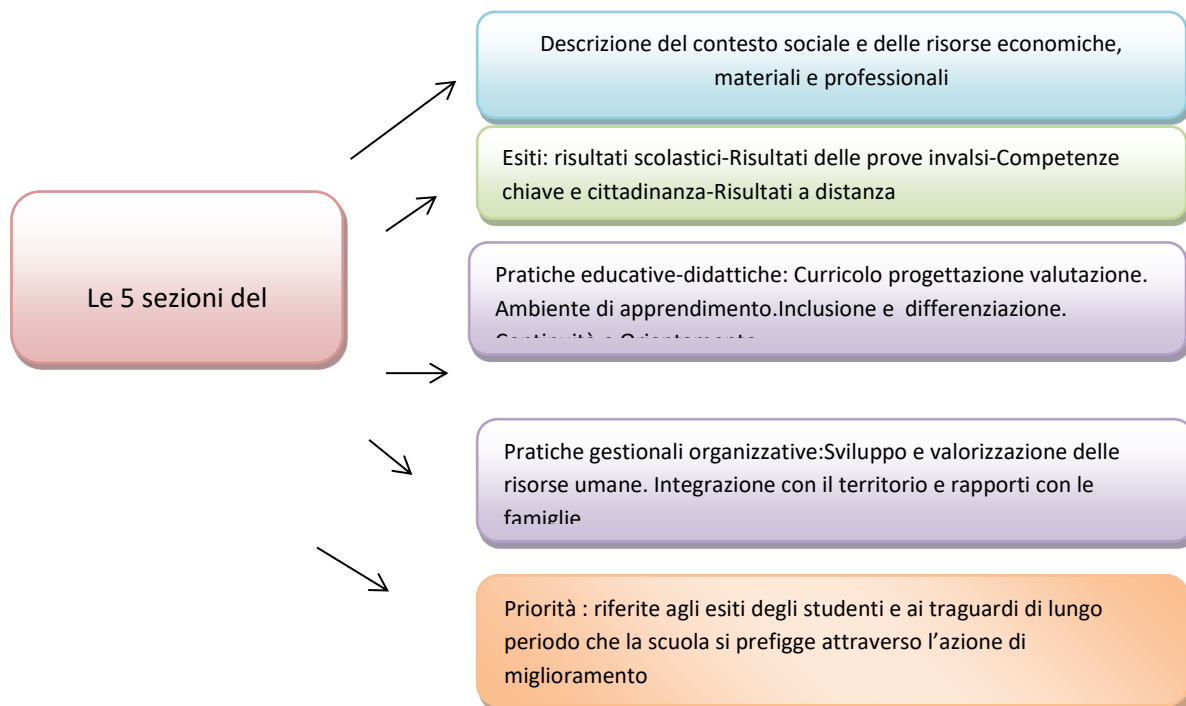 Descrizione del contesto sociale e delle risorse economiche,
materiali e professionali
Esiti: risultati scolastici-Risultati delle prove invalsi-Competenze
chiave e cittadinanza-Risultati a distanza
Le 5 sezioni del
Pratiche educative-didattiche: Curricolo progettazione valutazione.
Ambiente di apprendimento.Inclusione e differenziazione.
Continuità e Orientamento
Pratiche gestionali organizzative:Sviluppo e valorizzazione delle
risorse umane. Integrazione con il territorio e rapporti con le
famiglie
Priorità : riferite agli esiti degli studenti e ai traguardi di lungo
periodo che la scuola si prefigge attraverso l’azione di
miglioramento